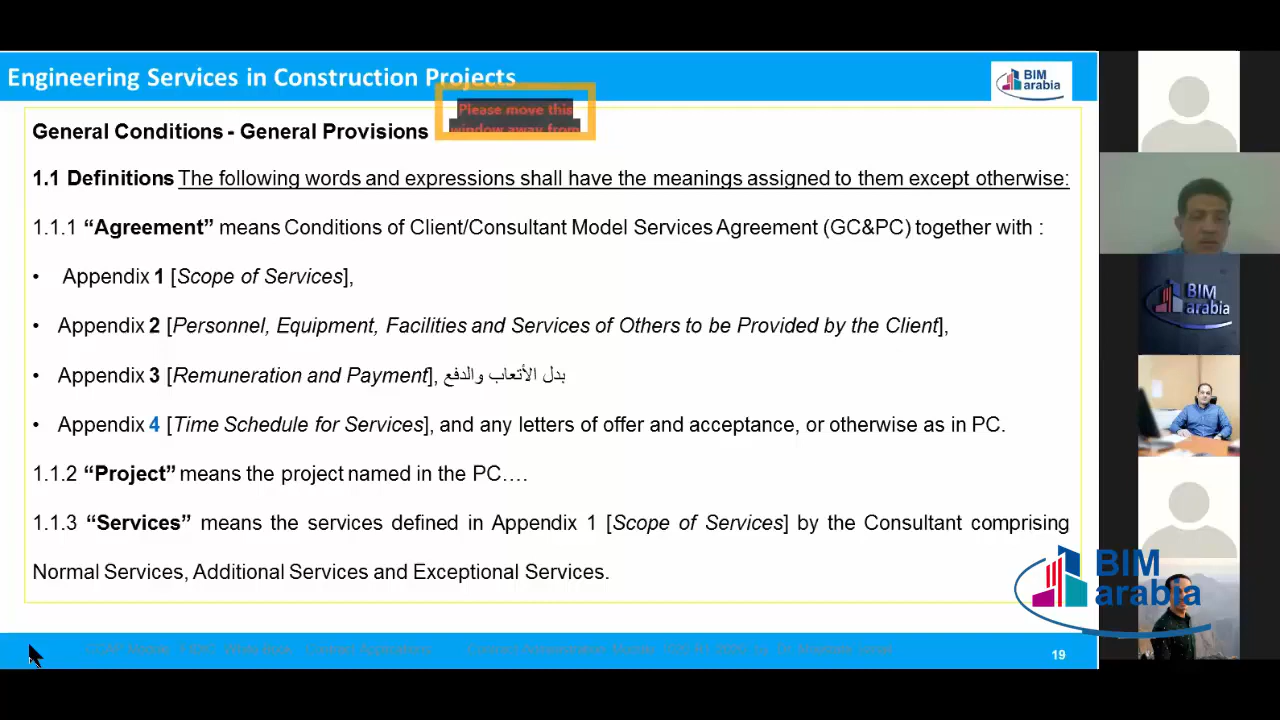 Engineering Services in Construction Projects
BIM
arabia
Please move this
window away from
General Conditions - General Provisions
1.1 Definitions The following words and expressions shall have the meanings assigned to them except otherwise:
1.1.1 “Agreement” means Conditions of Client/Consultant Model Services Agreement (GC&PC) together with :
• Appendix 1 [Scope of Services],
• Appendix 2 [Personnel, Equipment, Facilities and Services of Others to be Provided by the Client],
• Appendix 3 [Remuneration and Payment], بدل الأتعاب والدفع
• Appendix 4 [Time Schedule for Services], and any letters of offer and acceptance, or otherwise as in PC.
1.1.2 “Project” means the project named in the PC….
1.1.3 “Services” means the services defined in Appendix 1 [Scope of Services] by the Consultant comprising
Normal Services, Additional Services and Exceptional Services.
BIM
arabia
BIM
arabia
19